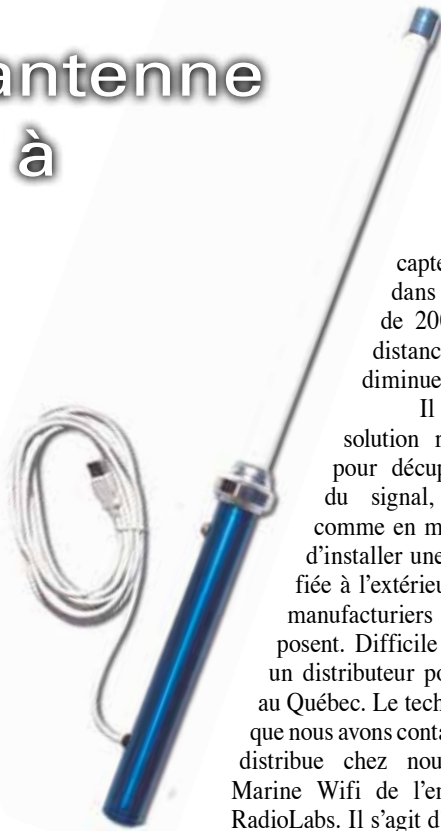 antenne
à
capte
dans
de 200
distanc
diminue
Il
solution r
pour décup
du signal,
comme en m
d'installer une
fiée à l'extérieu
manufacturiers
posent. Difficile
un distributeur po
au Québec. Le tech
que nous avons conta
distribue chez nou
Marine Wifi de l'en
RadioLabs. Il s'agit d